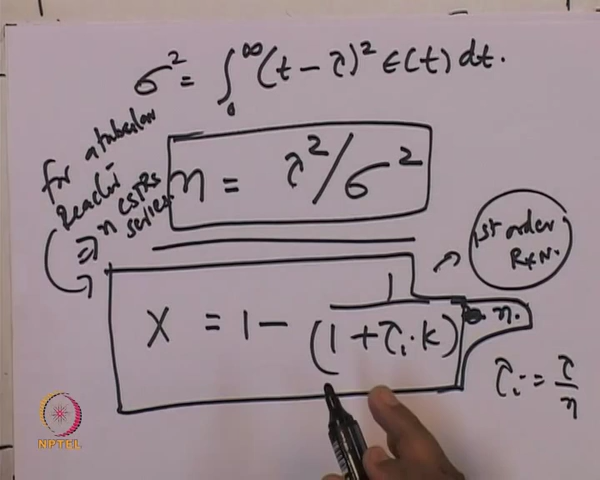 σ² = ∫₀^∞ (t - τ)² E(t) dt.
for a tubular
Reactor
⇒ n CSTRs
series
n = τ²/σ²
1st order
RXN.
X = 1 - 1/(1 + τi·k)^n.
τi = τ/n
NPTEL